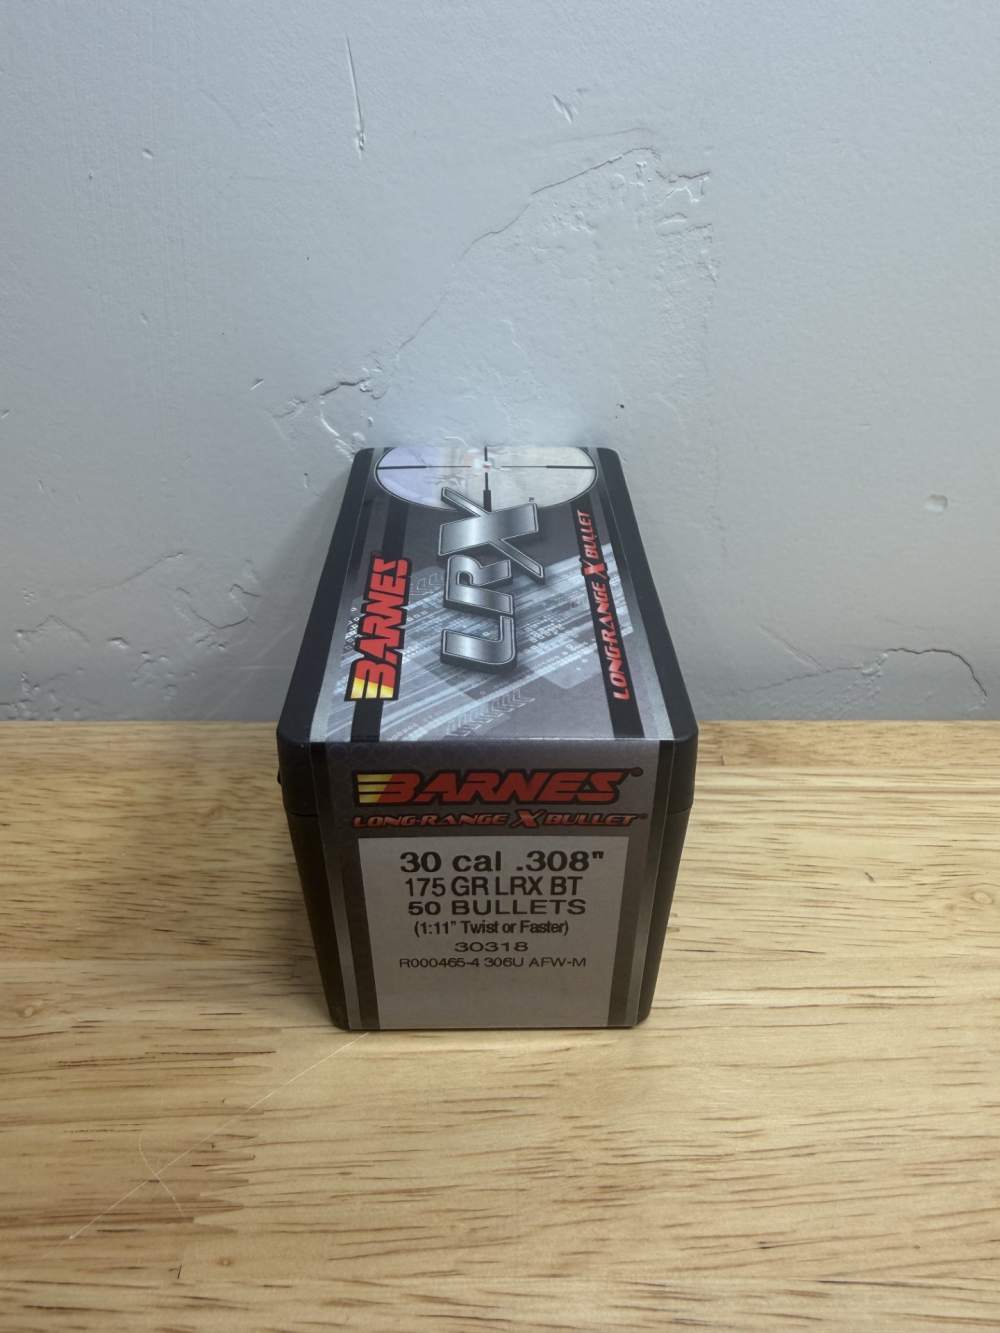 LRX™
BARNES
LONG-RANGE X BULLET
BARNES®
LONG-RANGE X BULLET®
30 cal .308"
175 GR LRX BT
50 BULLETS
(1:11" Twist or Faster)
30318
R000465-4 306U AFW-M